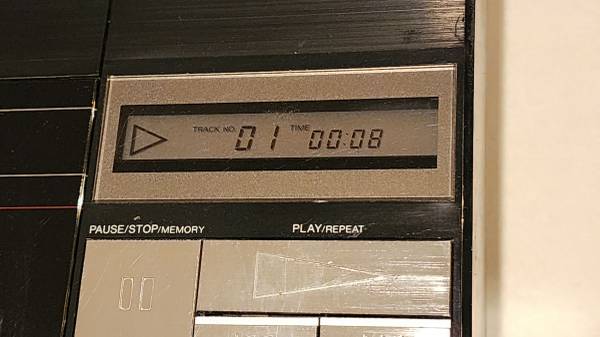 TRACK NO. 01 TIME 00:08
PAUSE/STOP/MEMORY PLAY/REPEAT